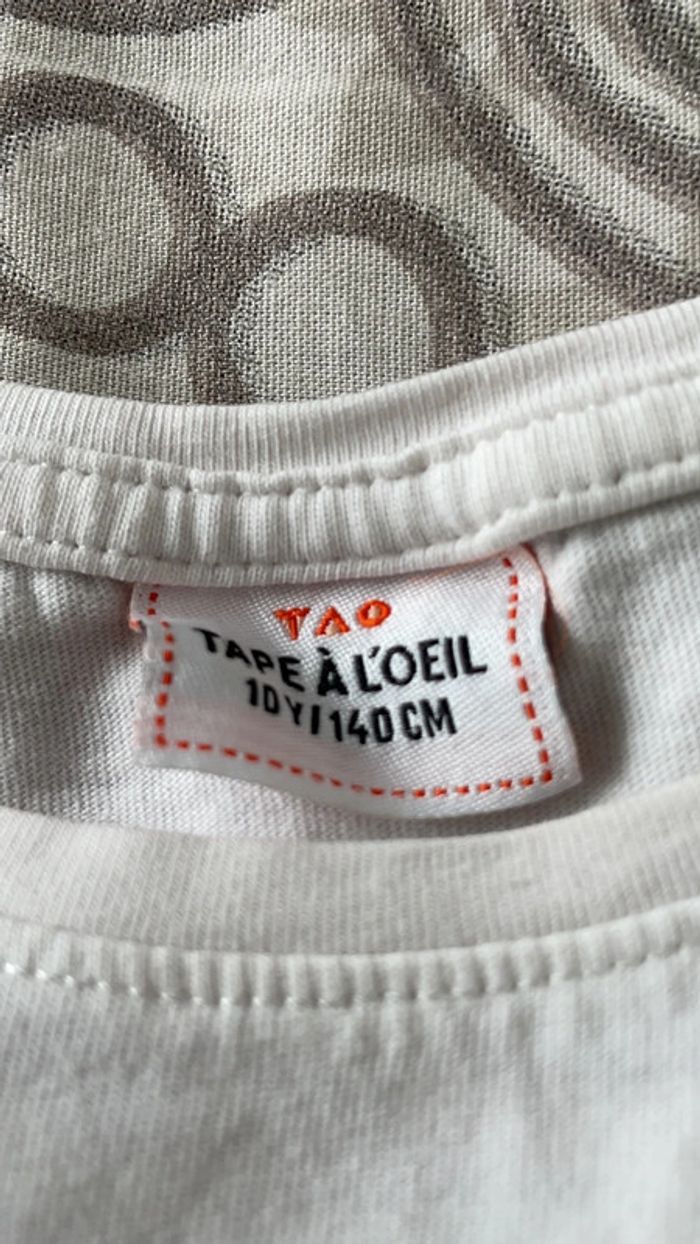 TAO
TAPE À L'OEIL
10Y/140CM